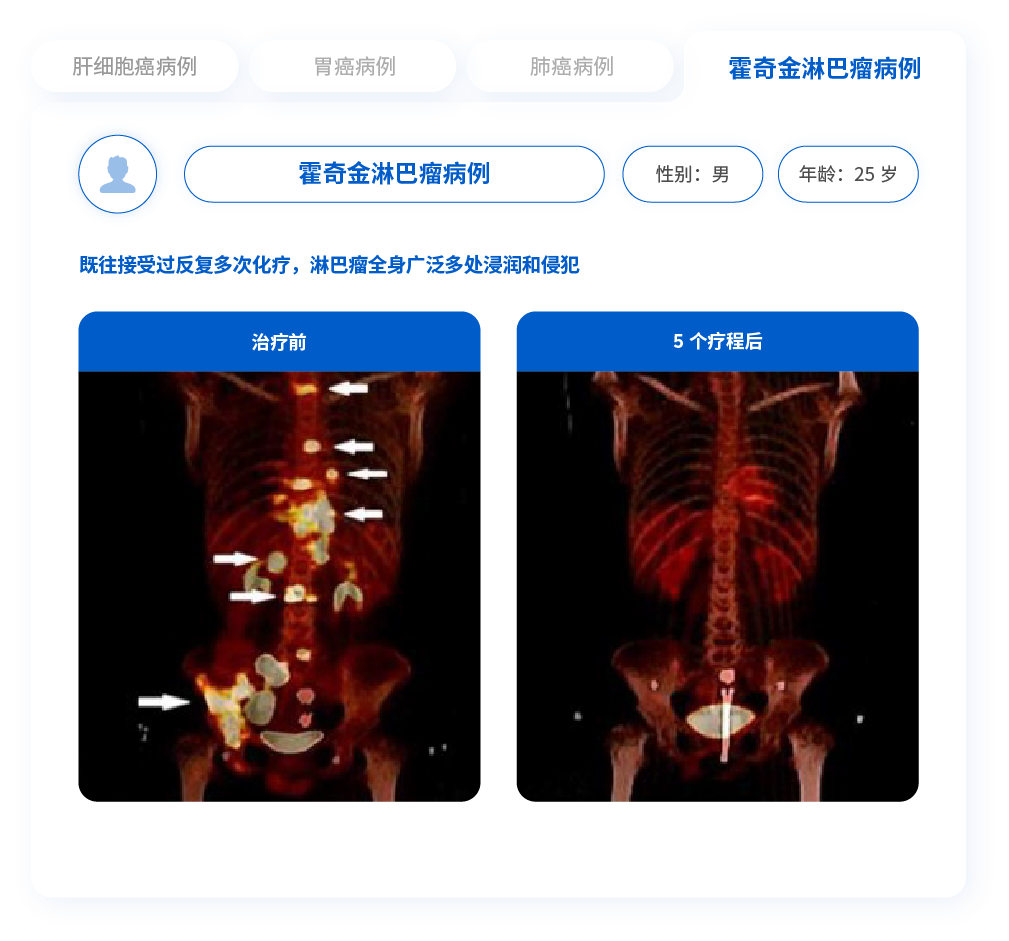 肝细胞癌病例
胃癌病例
肺癌病例
霍奇金淋巴瘤病例
霍奇金淋巴瘤病例
性别：男
年龄：25 岁
既往接受过反复多次化疗，淋巴瘤全身广泛多处浸润和侵犯
治疗前
5 个疗程后